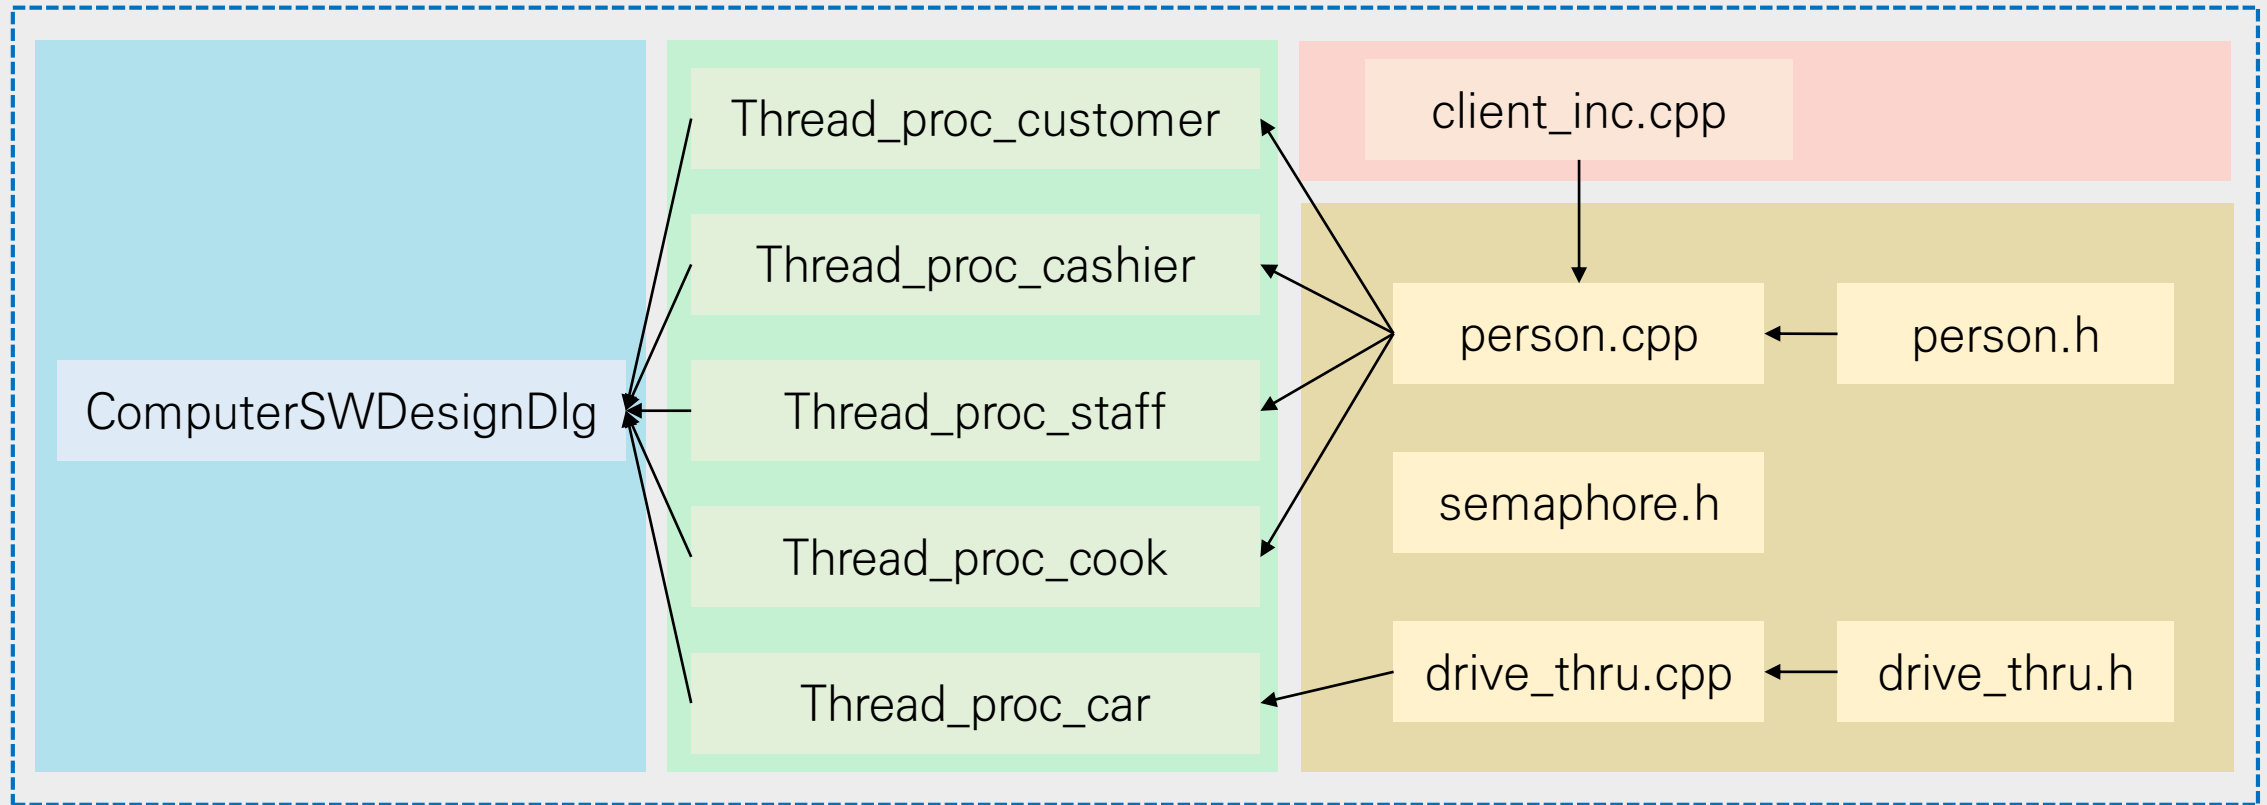 ComputerSWDesignDlg
Thread_proc_customer
Thread_proc_cashier
Thread_proc_staff
Thread_proc_cook
Thread_proc_car
client_inc.cpp
person.cpp
person.h
semaphore.h
drive_thru.cpp
drive_thru.h